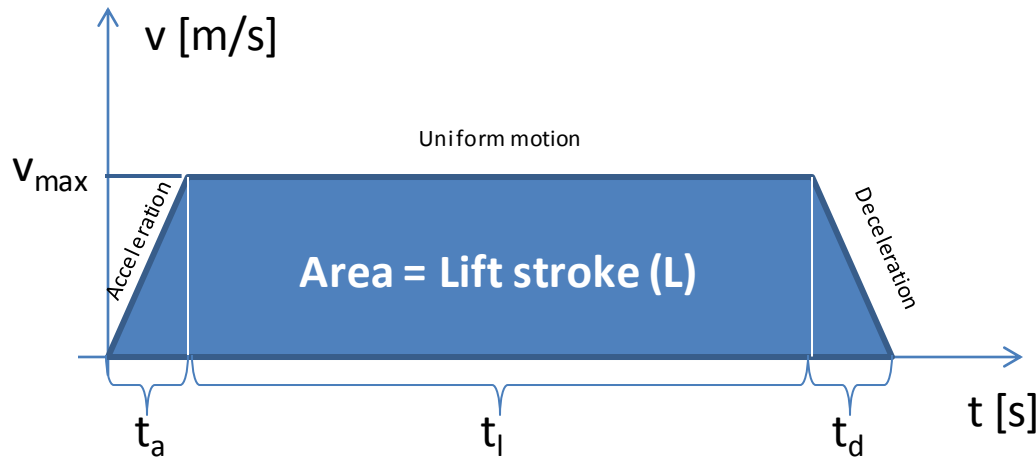 v [m/s]
Uniform motion
vmax
Acceleration
Deceleration
Area = Lift stroke (L)
ta
tl
td
t [s]